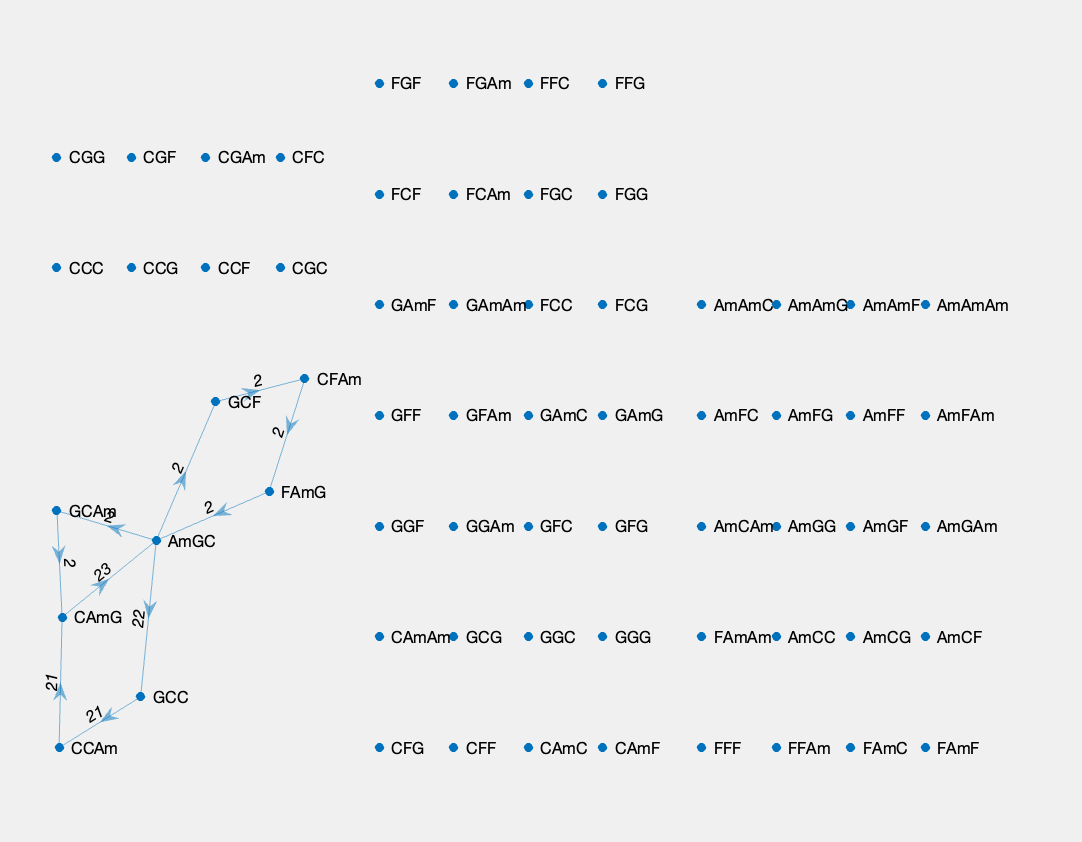 FGF FGAm FFC FFG
CGG CGF CGAm CFC
FCF FCAm FGC FGG
CCC CCG CCF CGC
GAmF GAmAm FCC FCG AmAmC AmAmG AmAmF AmAmAm
2 CFAm
GCF
GFF GFAm GAmC GAmG AmFC AmFG AmFF AmFAm
2
2
FAmG
2
GCAm
2
GGF GGAm GFC GFG AmCAm AmGG AmGF AmGAm
AmGC
2
23
CAmG
22
CAmAm GCG GGC GGG FAmAm AmCC AmCG AmCF
21
GCC
21
CCAm
CFG CFF CAmC CAmF FFF FFAm FAmC FAmF